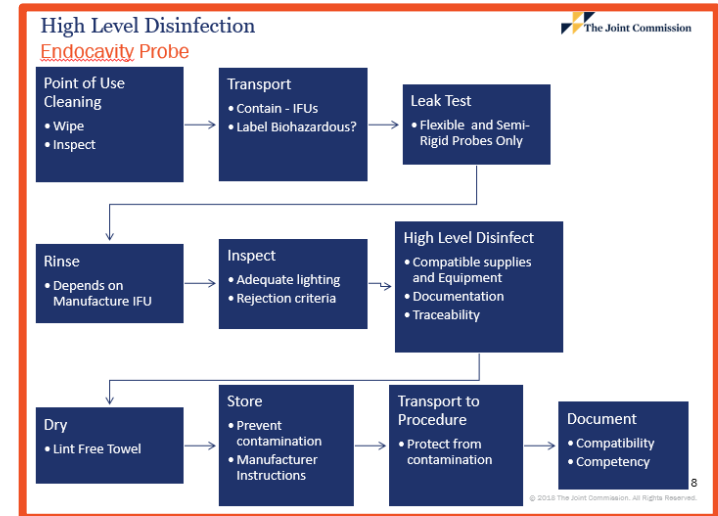 High Level Disinfection
The Joint Commission
Endocavity Probe
Point of Use
Cleaning
• Wipe
• Inspect
Transport
• Contain - IFUs
• Label Biohazardous?
Leak Test
• Flexible and Semi-
Rigid Probes Only
Rinse
• Depends on
Manufacture IFU
Inspect
• Adequate lighting
• Rejection criteria
High Level Disinfect
• Compatible supplies
and Equipment
• Documentation
• Traceability
Dry
• Lint Free Towel
Store
• Prevent
contamination
• Manufacturer
Instructions
Transport to
Procedure
• Protect from
contamination
Document
• Compatibility
• Competency
8
© 2018 The Joint Commission. All Rights Reserved.